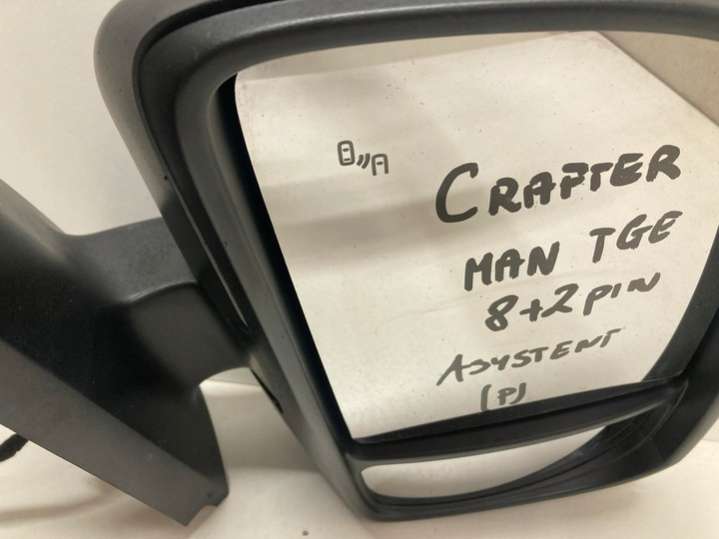 CRAFTER
MAN TGE
8+2 PIN
ASYSTENT
(P)